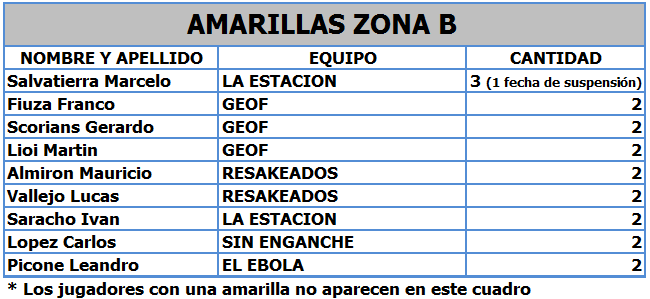 AMARILLAS ZONA B
NOMBRE Y APELLIDO EQUIPO CANTIDAD
Salvatierra Marcelo LA ESTACION 3 (1 fecha de suspensión)
Fiuza Franco GEOF 2
Scorians Gerardo GEOF 2
Lioi Martin GEOF 2
Almiron Mauricio RESAKEADOS 2
Vallejo Lucas RESAKEADOS 2
Saracho Ivan LA ESTACION 2
Lopez Carlos SIN ENGANCHE 2
Picone Leandro EL EBOLA 2
* Los jugadores con una amarilla no aparecen en este cuadro